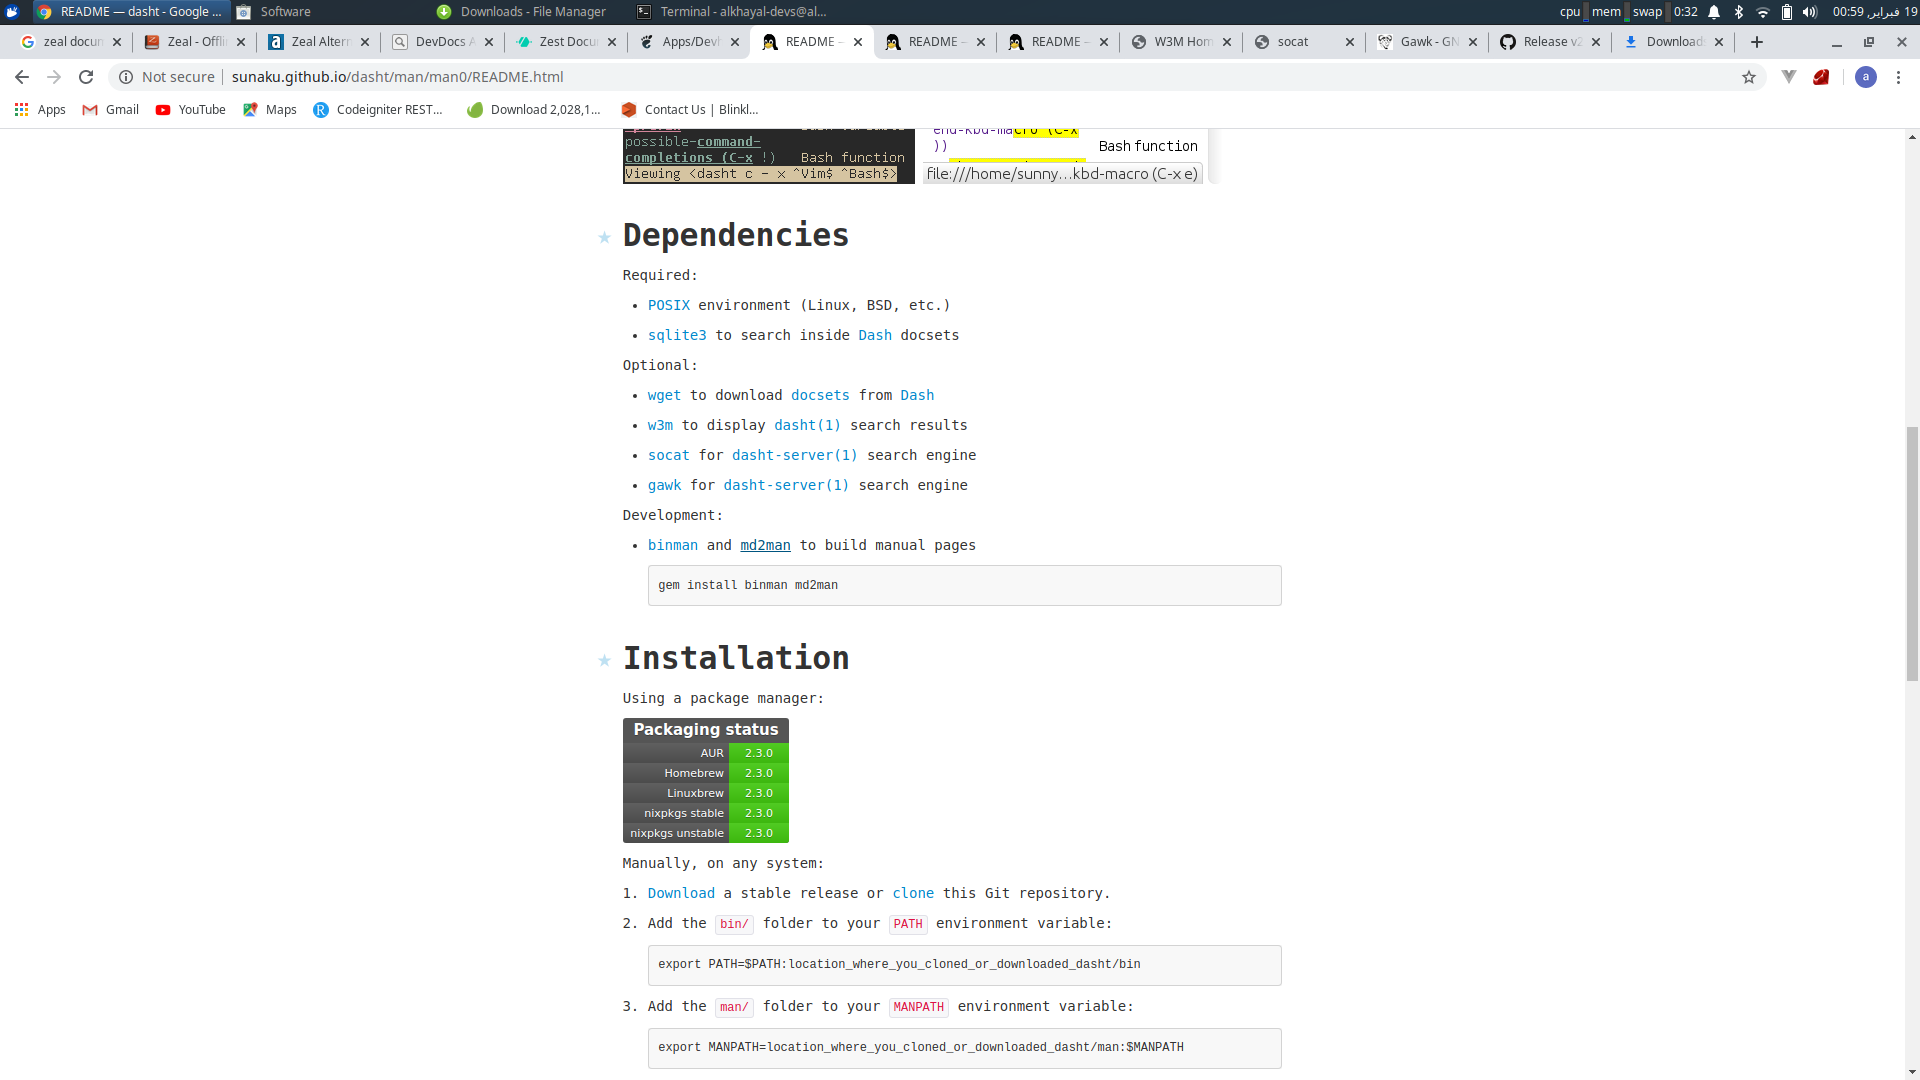 README — dasht - Google ...
Software
Downloads - File Manager
Terminal - alkhayal-devs@al...
cpu mem swap 0:32
19 فبراير, 00:59
zeal docun
Zeal - Offli
Zeal Altern
DevDocs A
Zest Docu
Apps/Devh
README –
README –
README –
W3M Hom
socat
Gawk - GN
Release v2
Download
Not secure | sunaku.github.io/dasht/man/man0/README.html
a
Apps
Gmail
YouTube
Maps
Codeigniter REST...
Download 2,028,1...
Contact Us | Blinkl...
possible-command-
completions (C-x !) Bash function
Viewing <dasht c - x ^Vim$ ^Bash$>
end-kbd-macro (C-x
))
Bash function
file:///home/sunny...kbd-macro (C-x e)
Dependencies
Required:
• POSIX environment (Linux, BSD, etc.)
• sqlite3 to search inside Dash docsets
Optional:
• wget to download docsets from Dash
• w3m to display dasht(1) search results
• socat for dasht-server(1) search engine
• gawk for dasht-server(1) search engine
Development:
• binman and md2man to build manual pages
gem install binman md2man
Installation
Using a package manager:
Packaging status
AUR 2.3.0
Homebrew 2.3.0
Linuxbrew 2.3.0
nixpkgs stable 2.3.0
nixpkgs unstable 2.3.0
Manually, on any system:
1. Download a stable release or clone this Git repository.
2. Add the bin/ folder to your PATH environment variable:
export PATH=$PATH:location_where_you_cloned_or_downloaded_dasht/bin
3. Add the man/ folder to your MANPATH environment variable:
export MANPATH=location_where_you_cloned_or_downloaded_dasht/man:$MANPATH